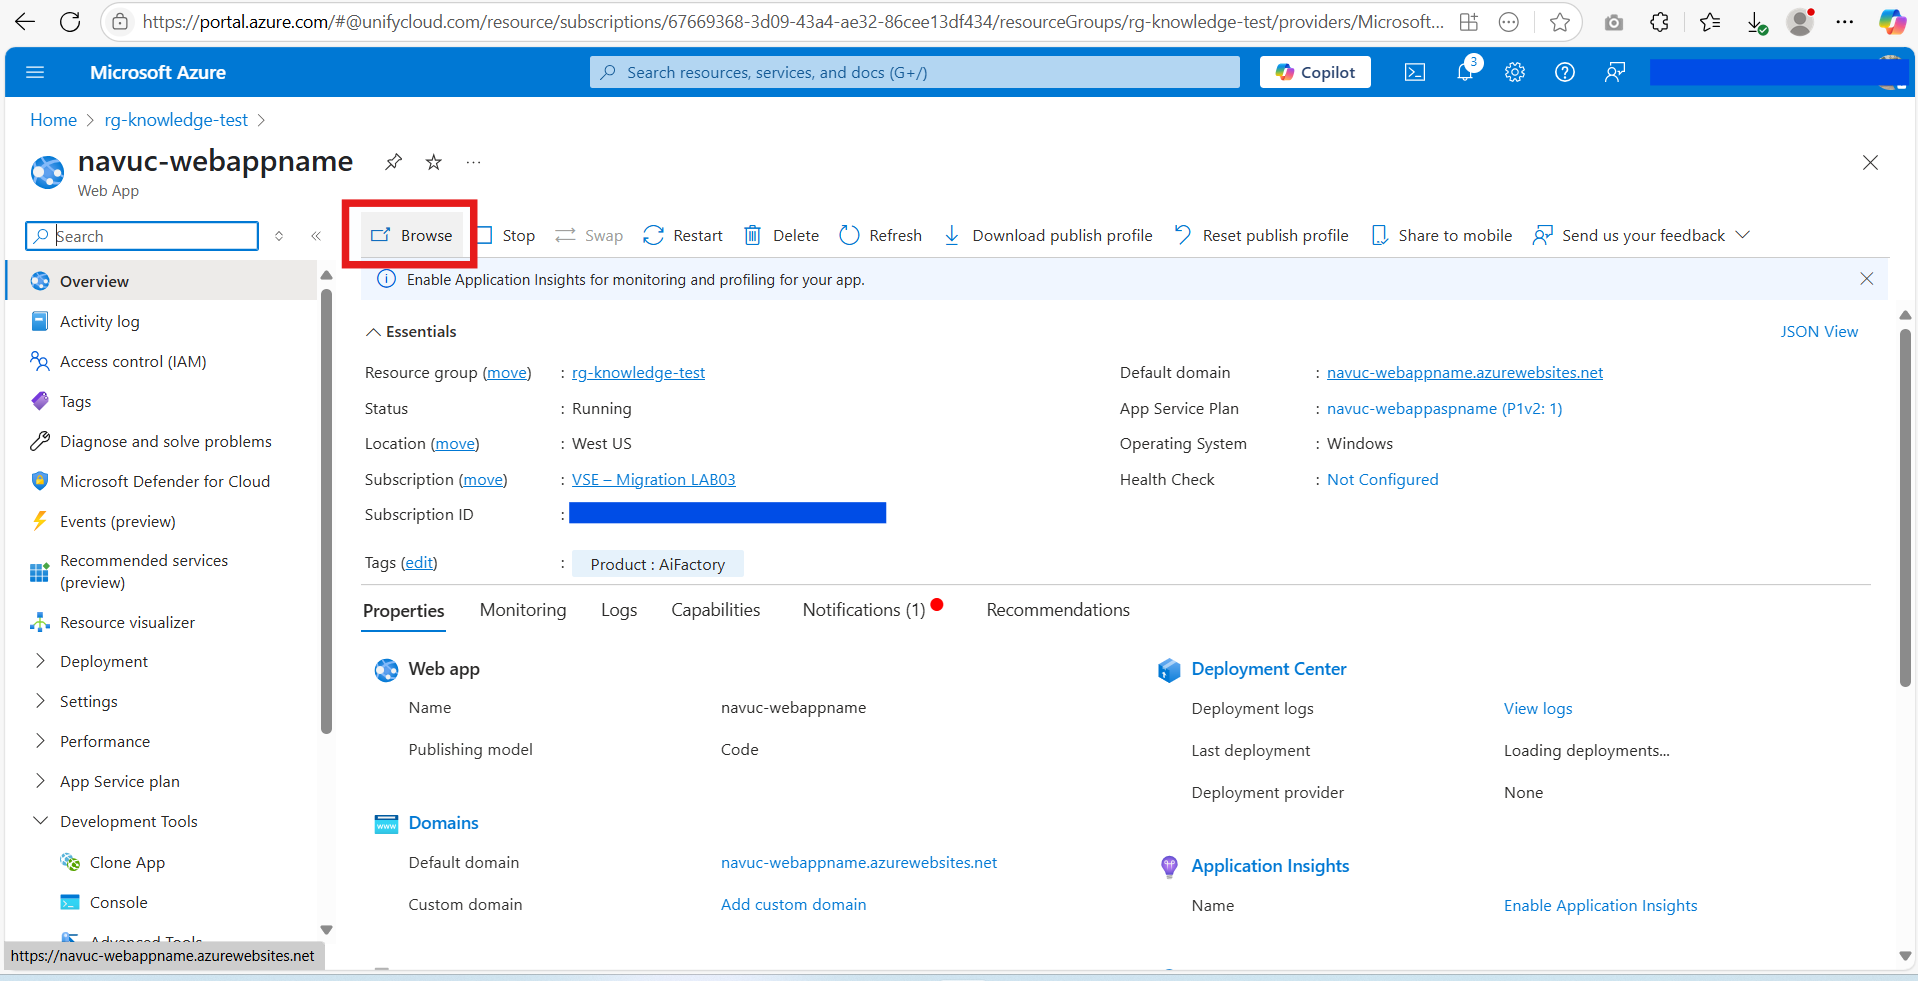 https://portal.azure.com/#@unifycloud.com/resource/subscriptions/67669368-3d09-43a4-ae32-86cee13df434/resourceGroups/rg-knowledge-test/providers/Microsoft...
Microsoft Azure
Search resources, services, and docs (G+/)
Copilot
3
Home > rg-knowledge-test >
navuc-webappname
Web App
Search
Browse
Stop
Swap
Restart
Delete
Refresh
Download publish profile
Reset publish profile
Share to mobile
Send us your feedback
Enable Application Insights for monitoring and profiling for your app.
Overview
Activity log
Access control (IAM)
Tags
Diagnose and solve problems
Microsoft Defender for Cloud
Events (preview)
Recommended services
(preview)
Resource visualizer
Deployment
Settings
Performance
App Service plan
Development Tools
Clone App
Console
Advanced Tools
https://navuc-webappname.azurewebsites.net
Essentials
JSON View
Resource group (move) : rg-knowledge-test
Status : Running
Location (move) : West US
Subscription (move) : VSE – Migration LAB03
Subscription ID :
Tags (edit) : Product : AiFactory
Default domain : navuc-webappname.azurewebsites.net
App Service Plan : navuc-webappaspname (P1v2: 1)
Operating System : Windows
Health Check : Not Configured
Properties
Monitoring
Logs
Capabilities
Notifications (1)
Recommendations
Web app
Name navuc-webappname
Publishing model Code
Domains
www
Default domain navuc-webappname.azurewebsites.net
Custom domain Add custom domain
Deployment Center
Deployment logs View logs
Last deployment Loading deployments...
Deployment provider None
Application Insights
Name Enable Application Insights